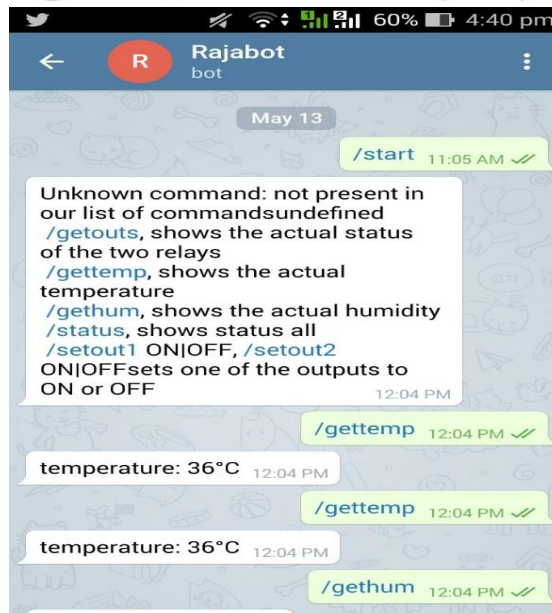 60% 4:40 pm
R
Rajabot
bot
May 13
/start 11:05 AM
Unknown command: not present in
our list of commandsundefined
/getouts, shows the actual status
of the two relays
/gettemp, shows the actual
temperature
/gethum, shows the actual humidity
/status, shows status all
/setout1 ON|OFF, /setout2
ON|OFFsets one of the outputs to
ON or OFF
12:04 PM
/gettemp 12:04 PM
temperature: 36°C 12:04 PM
/gettemp 12:04 PM
temperature: 36°C 12:04 PM
/gethum 12:04 PM